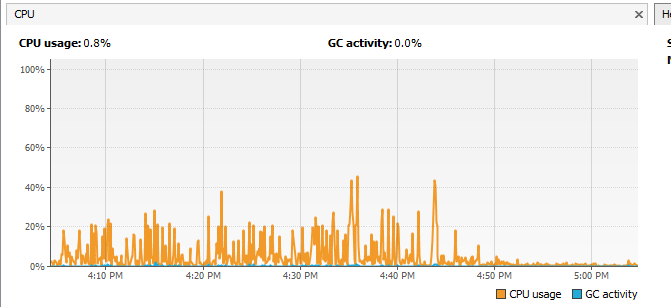 CPU
He
CPU usage: 0.8%
GC activity: 0.0%
S
100%
80%
60%
40%
20%
0%
4:10 PM
4:20 PM
4:30 PM
4:40 PM
4:50 PM
5:00 PM
CPU usage
GC activity